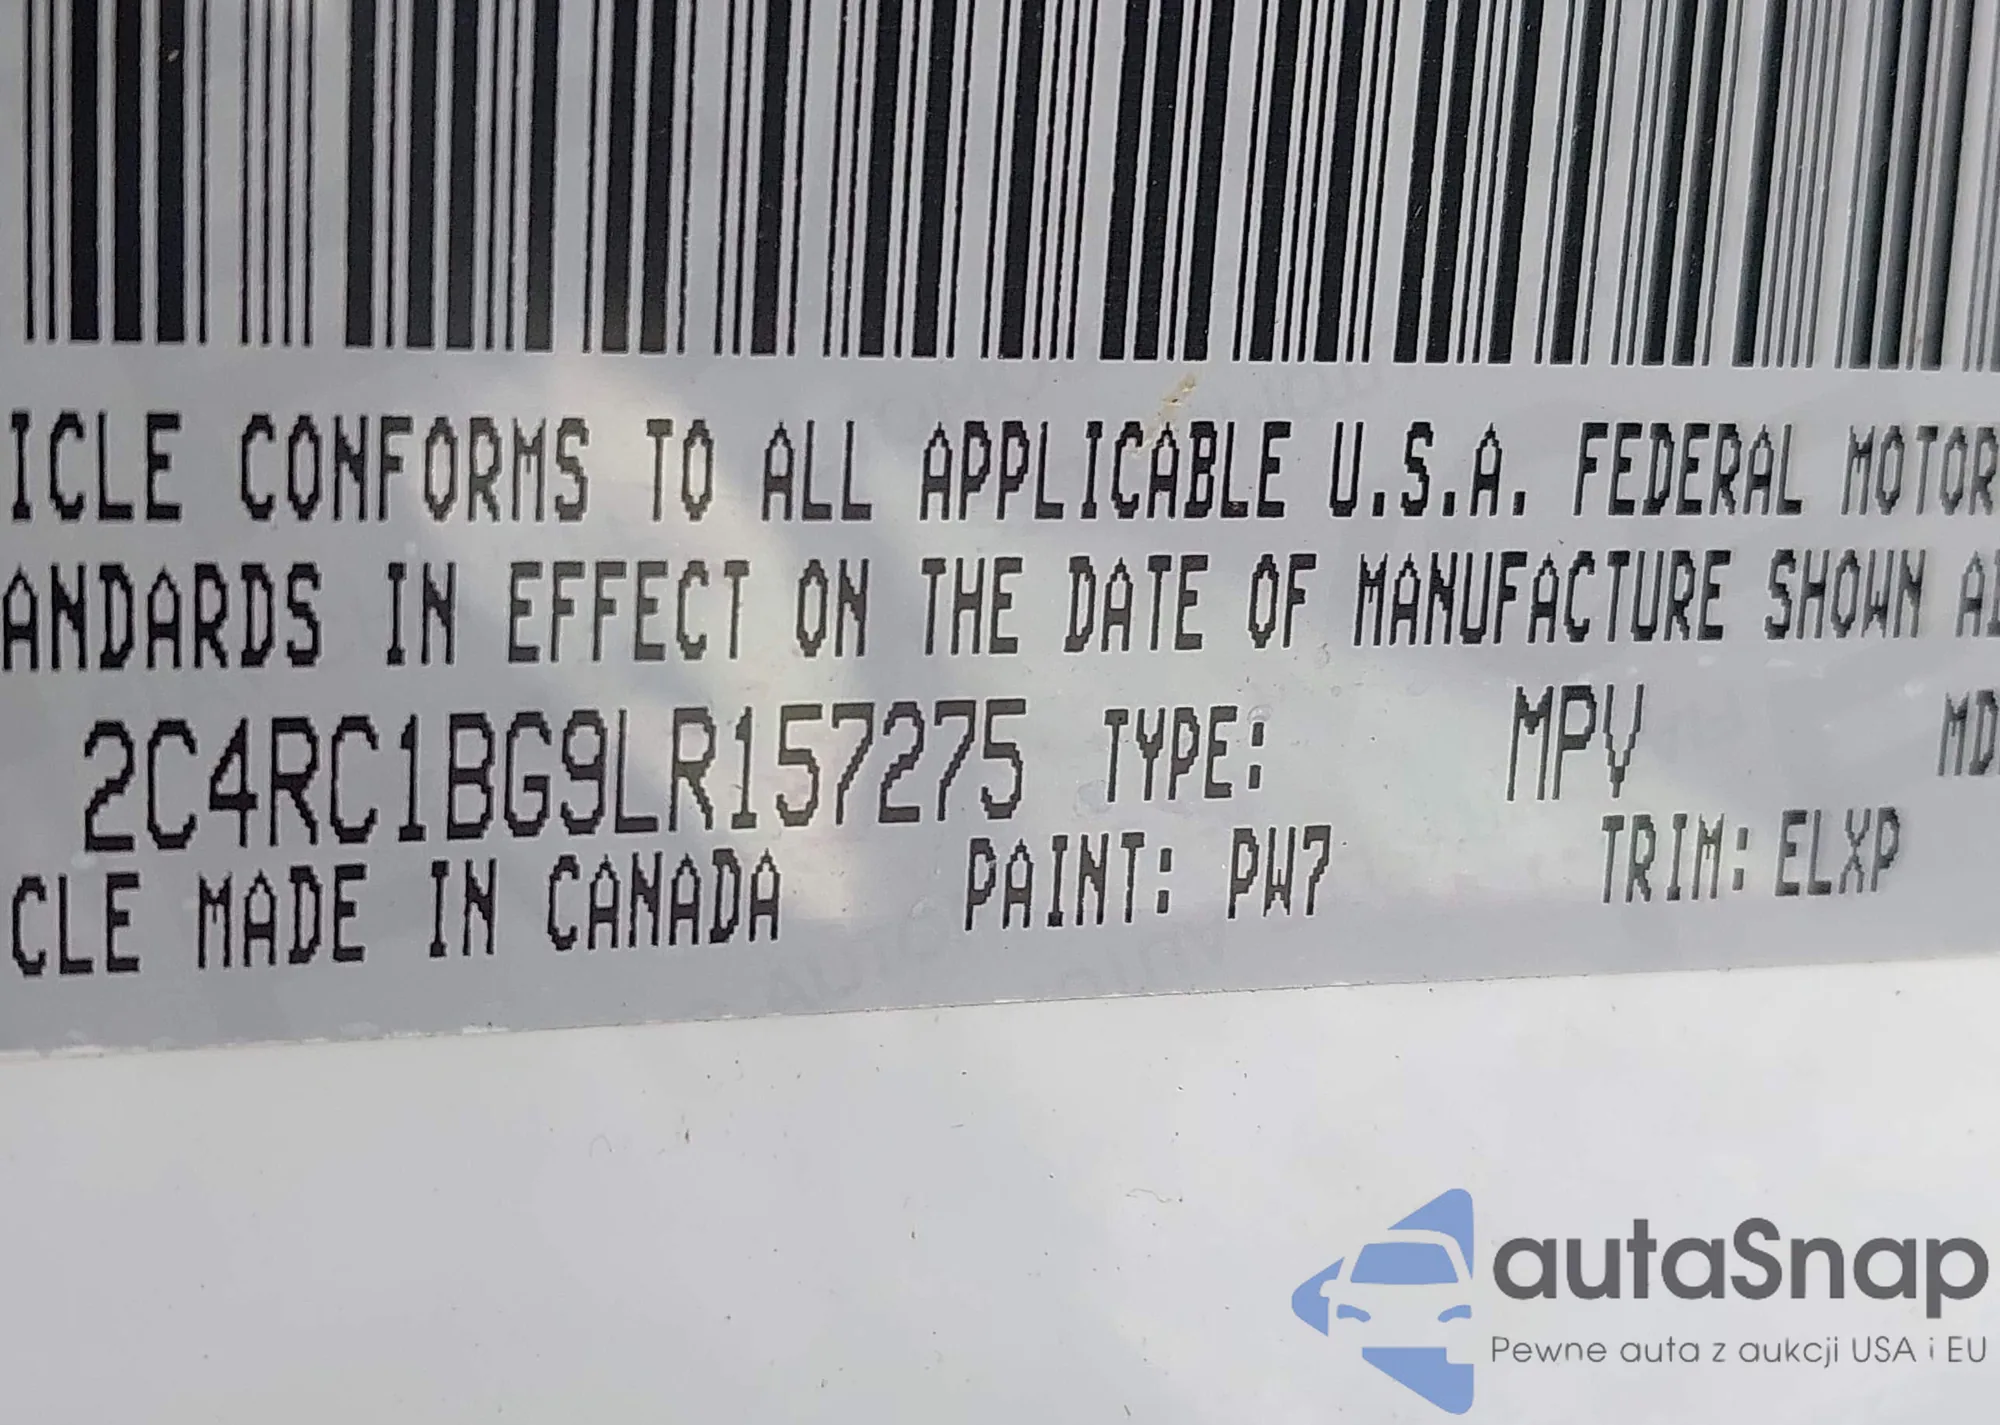 ICLE CONFORMS TO ALL APPLICABLE U.S.A. FEDERAL MOTOR
ANDARDS IN EFFECT ON THE DATE OF MANUFACTURE SHOWN A
2C4RC1BG9LR157275 TYPE: MPV MD
CLE MADE IN CANADA PAINT: PW7 TRIM: ELXP
autaSnap
Pewne auta z aukcji USA i EU